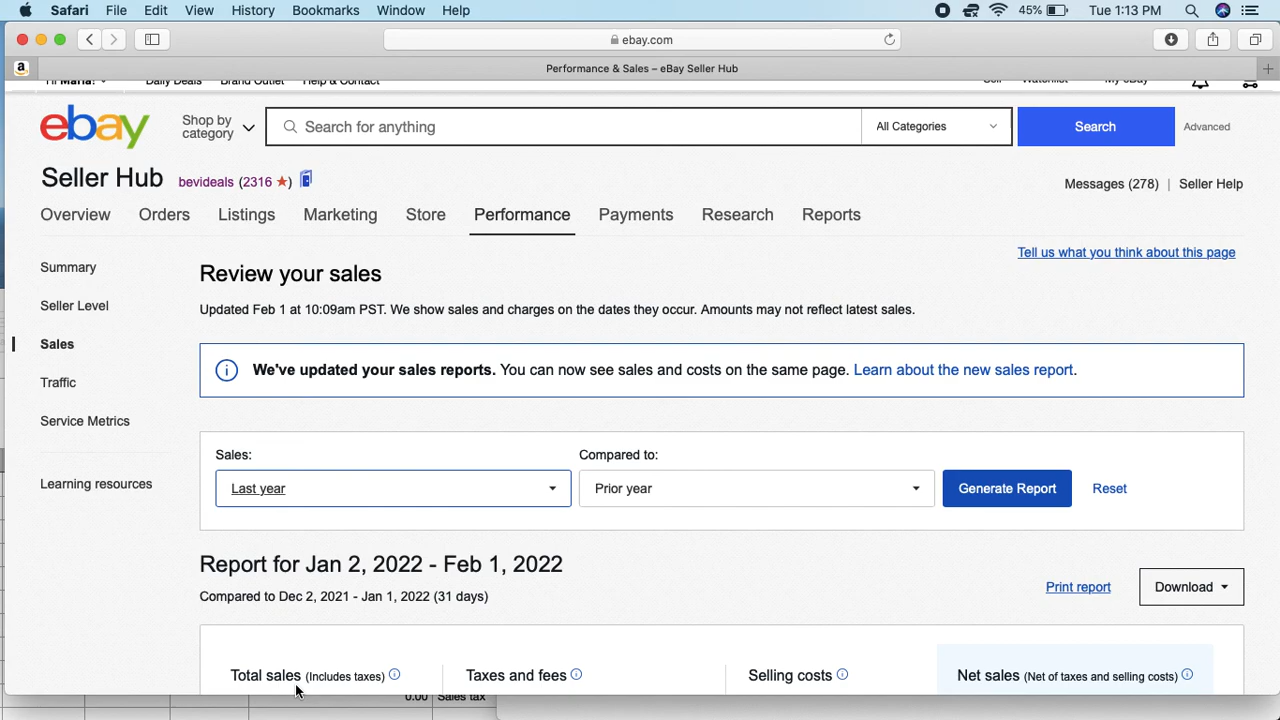 Safari File Edit View History Bookmarks Window Help 45% Tue 1:13 PM
ebay.com
a Performance & Sales – eBay Seller Hub
Hi Maria! Daily Deals Brand Outlet Help & Contact Sell Watchlist My eBay
ebay Shop by category Search for anything All Categories Search Advanced
Seller Hub bevideals (2316 ★) Messages (278) | Seller Help
Overview Orders Listings Marketing Store Performance Payments Research Reports
Tell us what you think about this page
Summary
Seller Level
Sales
Traffic
Service Metrics
Learning resources
Review your sales
Updated Feb 1 at 10:09am PST. We show sales and charges on the dates they occur. Amounts may not reflect latest sales.
We've updated your sales reports. You can now see sales and costs on the same page. Learn about the new sales report.
Sales: Compared to:
Last year Prior year Generate Report Reset
Report for Jan 2, 2022 - Feb 1, 2022
Compared to Dec 2, 2021 - Jan 1, 2022 (31 days)
Print report Download
Total sales (Includes taxes) Taxes and fees Selling costs Net sales (Net of taxes and selling costs)
0.00 Sales tax